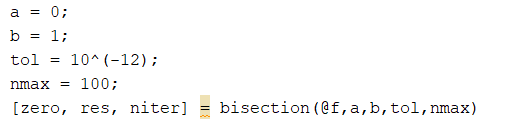 a = 0;
b = 1;
tol = 10^(-12);
nmax = 100;
[zero, res, niter] = bisection(@f,a,b,tol,nmax)